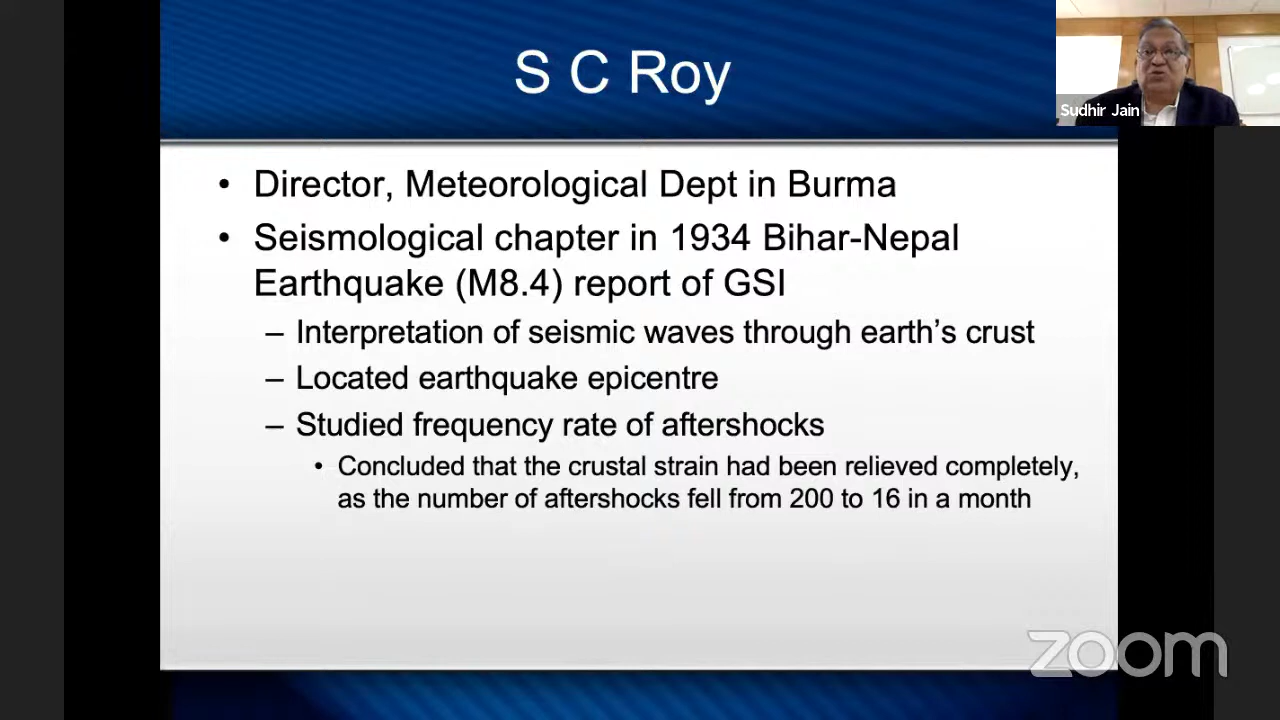 S C Roy
Sudhir Jain
• Director, Meteorological Dept in Burma
• Seismological chapter in 1934 Bihar-Nepal
Earthquake (M8.4) report of GSI
– Interpretation of seismic waves through earth's crust
– Located earthquake epicentre
– Studied frequency rate of aftershocks
• Concluded that the crustal strain had been relieved completely,
as the number of aftershocks fell from 200 to 16 in a month
zoom